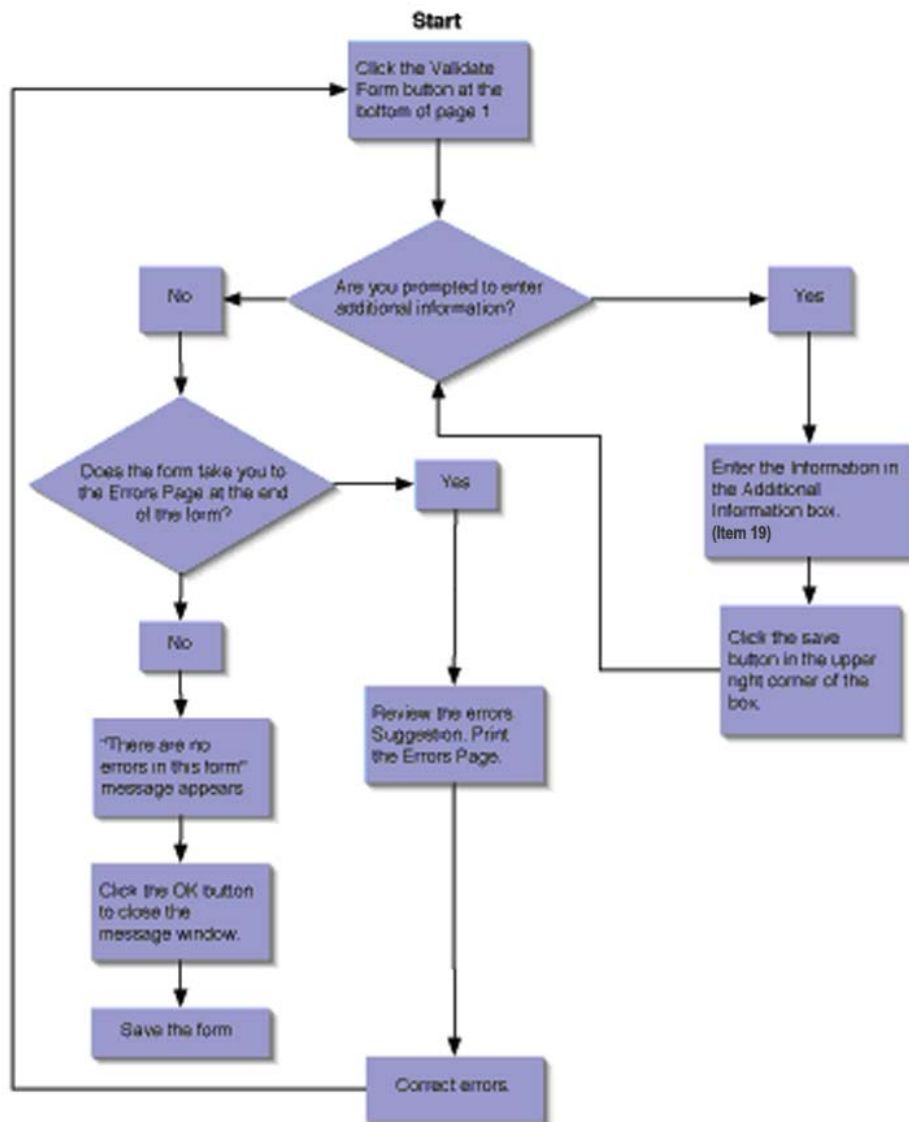 Start
Click the Validate
Form button at the
bottom of page 1
Are you prompted to enter
additional information?
No
Yes
Does the form take you to
the Errors Page at the end
of the form?
Yes
Enter the Information in
the Additional
Information box.
(Item 19)
No
Click the save
button in the upper
right corner of the
box.
Review the errors.
Suggestion. Print
the Errors Page.
"There are no
errors in this form"
message appears
Click the OK button
to close the
message window.
Save the form
Correct errors.